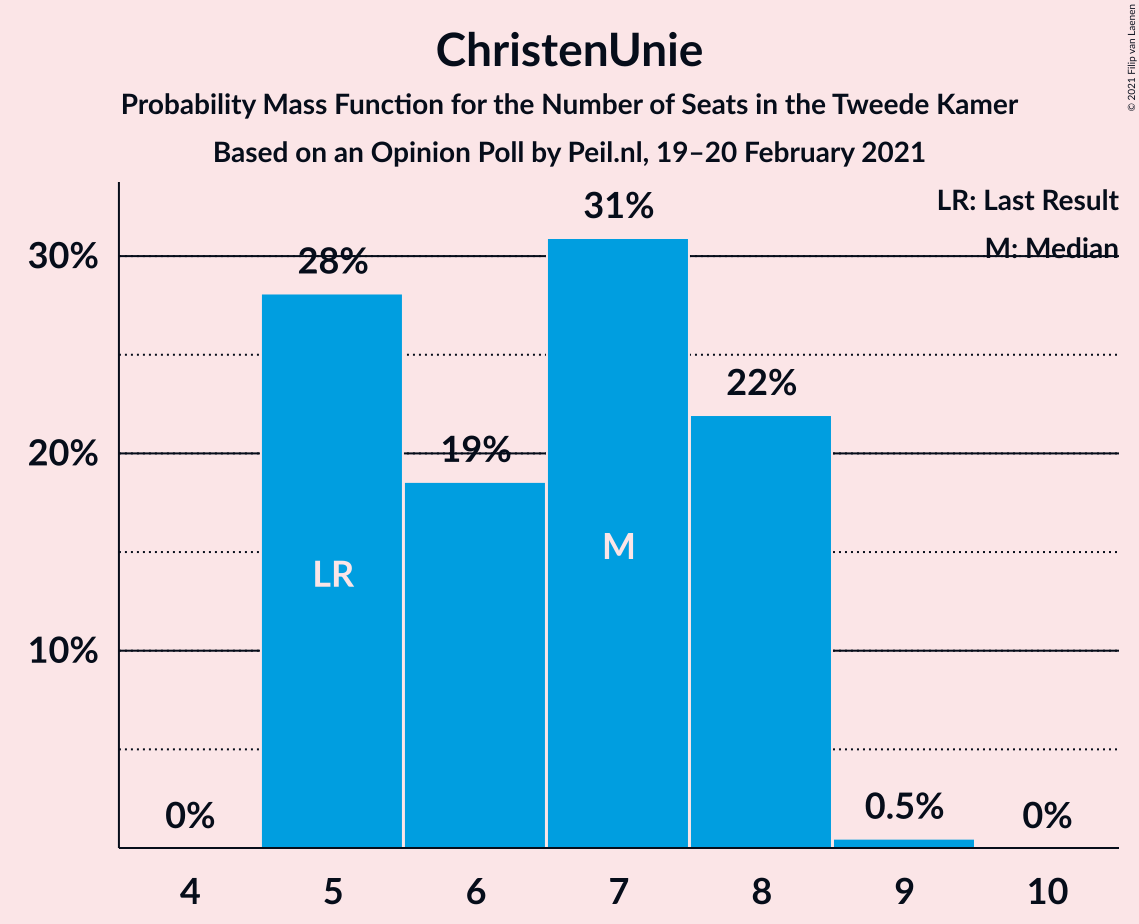 © 2021 Filip van Laenen
ChristenUnie
Probability Mass Function for the Number of Seats in the Tweede Kamer
Based on an Opinion Poll by Peil.nl, 19–20 February 2021
LR: Last Result
M: Median
30%
20%
10%
0%
28%
19%
31%
22%
0.5%
0%
LR
M
4
5
6
7
8
9
10